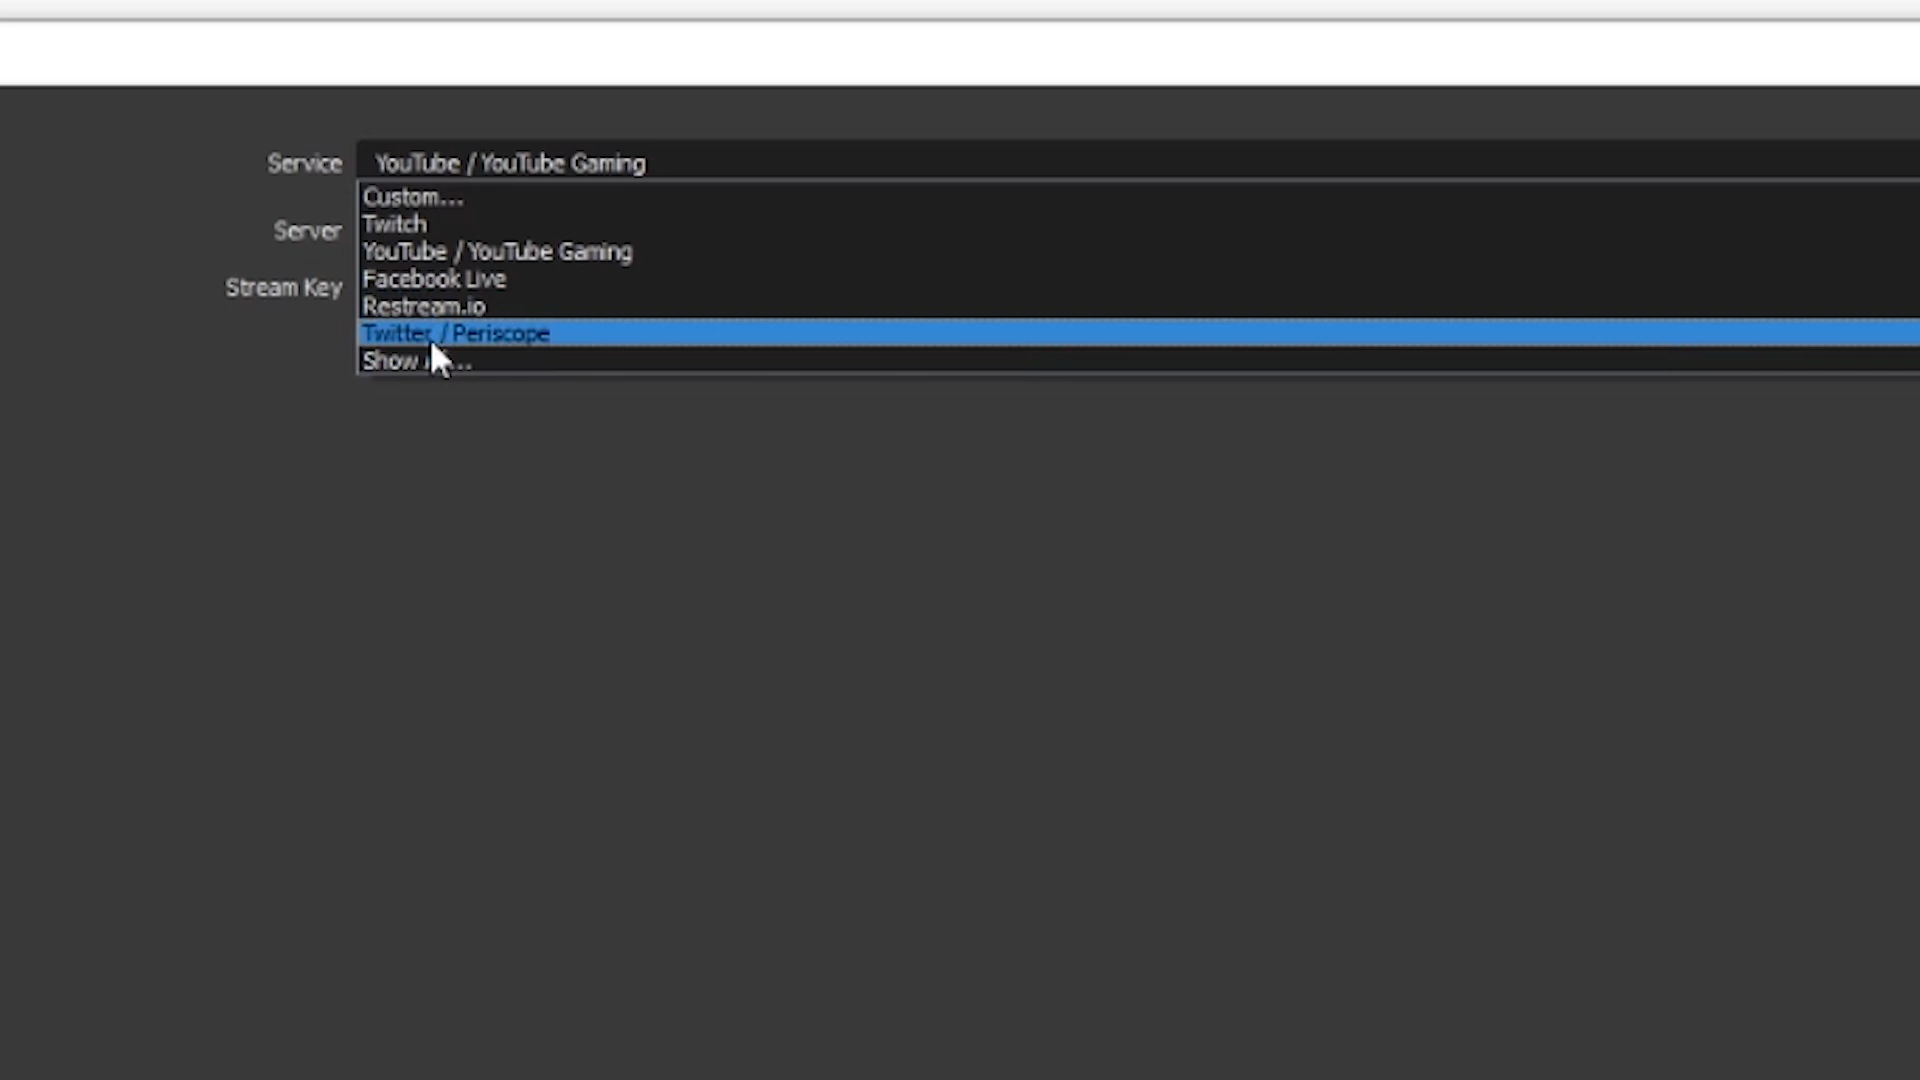 Service YouTube / YouTube Gaming
Custom...
Twitch
Server
YouTube / YouTube Gaming
Facebook Live
Stream Key
Restream.io
Twitter / Periscope
Show ...